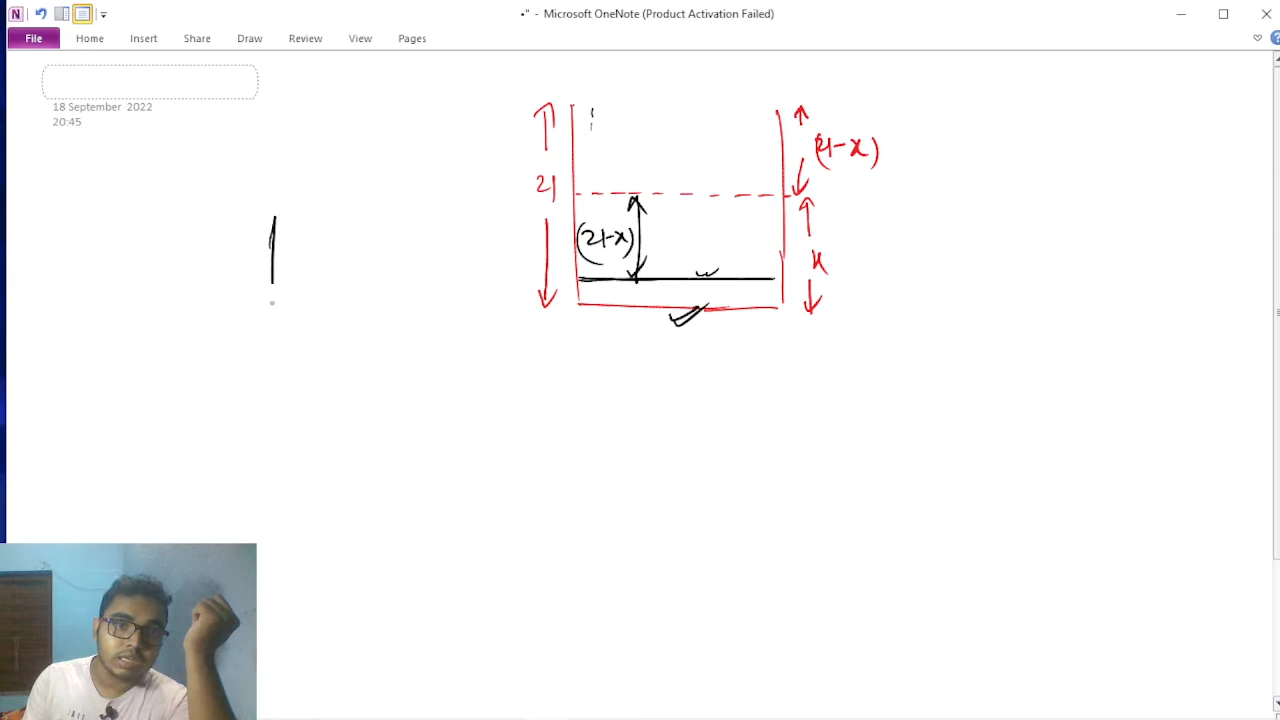 •" - Microsoft OneNote (Product Activation Failed)
File Home Insert Share Draw Review View Pages
18 September 2022
20:45
(21-x)
21
(21-x)
x